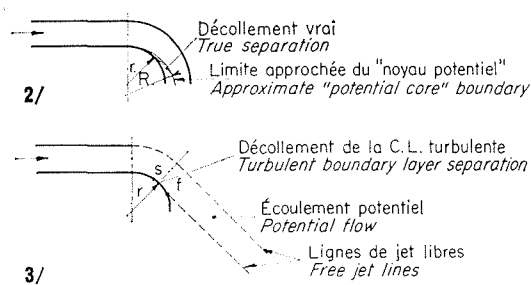 Décollement vrai
True separation
r
R
Limite approchée du "noyau potentiel"
Approximate "potential core" boundary
2/
Décollement de la C.L. turbulente
Turbulent boundary layer separation
s
f
r
Écoulement potentiel
Potential flow
Lignes de jet libres
Free jet lines
3/